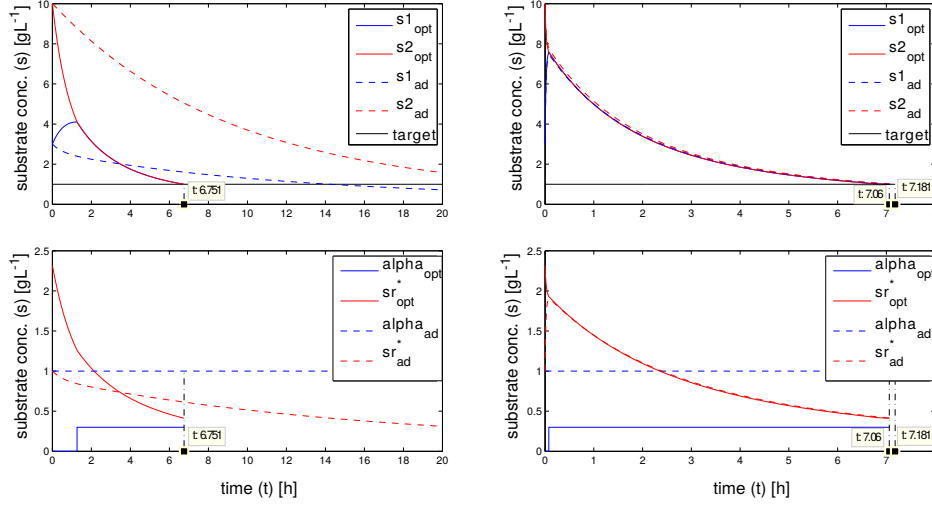 substrate conc. (s) [gL⁻¹]
10
8
6
4
2
0
0 2 4 6 8 10 12 14 16 18 20
s1opt
s2opt
s1ad
s2ad
target
t: 6.751
substrate conc. (s) [gL⁻¹]
10
8
6
4
2
0
0 1 2 3 4 5 6 7
s1opt
s2opt
s1ad
s2ad
target
t: 7.06
t: 7.181
substrate conc. (s) [gL⁻¹]
2.5
2
1.5
1
0.5
0
0 2 4 6 8 10 12 14 16 18 20
alphaopt
sr*opt
alphaad
sr*ad
t: 6.751
time (t) [h]
substrate conc. (s) [gL⁻¹]
2.5
2
1.5
1
0.5
0
0 1 2 3 4 5 6 7
alphaopt
sr*opt
alphaad
sr*ad
t: 7.06
t: 7.181
time (t) [h]